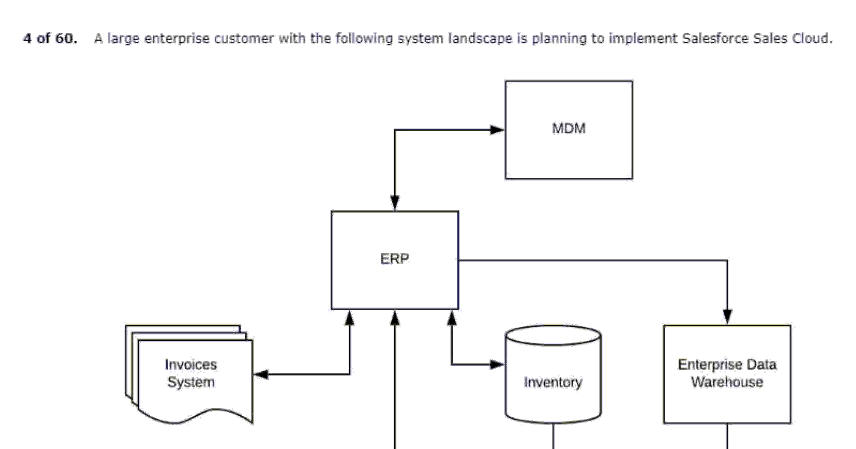 4 of 60. A large enterprise customer with the following system landscape is planning to implement Salesforce Sales Cloud.
MDM
ERP
Invoices
System
Inventory
Enterprise Data
Warehouse